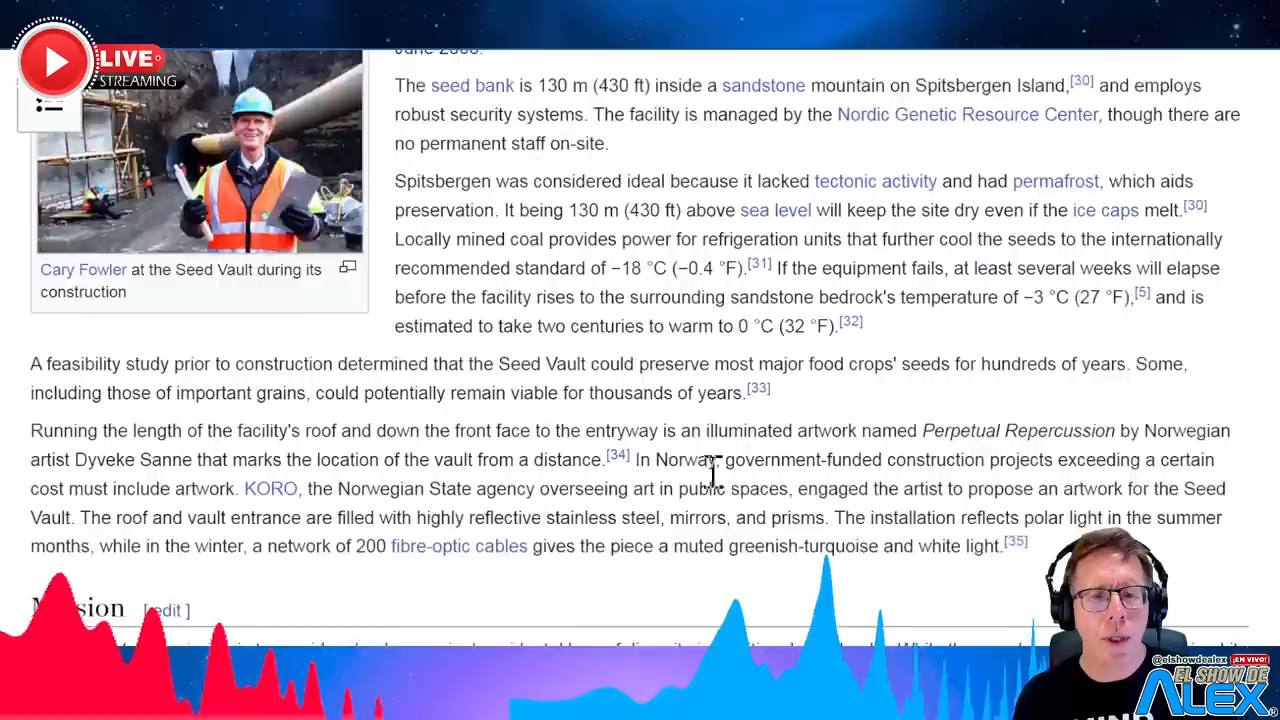 LIVE
STREAMING
June
The seed bank is 130 m (430 ft) inside a sandstone mountain on Spitsbergen Island,[30] and employs
robust security systems. The facility is managed by the Nordic Genetic Resource Center, though there are
no permanent staff on-site.
Spitsbergen was considered ideal because it lacked tectonic activity and had permafrost, which aids
preservation. It being 130 m (430 ft) above sea level will keep the site dry even if the ice caps melt.[30]
Locally mined coal provides power for refrigeration units that further cool the seeds to the internationally
recommended standard of −18 °C (−0.4 °F).[31] If the equipment fails, at least several weeks will elapse
before the facility rises to the surrounding sandstone bedrock's temperature of −3 °C (27 °F),[5] and is
estimated to take two centuries to warm to 0 °C (32 °F).[32]
Cary Fowler at the Seed Vault during its
construction
A feasibility study prior to construction determined that the Seed Vault could preserve most major food crops' seeds for hundreds of years. Some,
including those of important grains, could potentially remain viable for thousands of years.[33]
Running the length of the facility's roof and down the front face to the entryway is an illuminated artwork named Perpetual Repercussion by Norwegian
artist Dyveke Sanne that marks the location of the vault from a distance.[34] In Norway, government-funded construction projects exceeding a certain
cost must include artwork. KORO, the Norwegian State agency overseeing art in public spaces, engaged the artist to propose an artwork for the Seed
Vault. The roof and vault entrance are filled with highly reflective stainless steel, mirrors, and prisms. The installation reflects polar light in the summer
months, while in the winter, a network of 200 fibre-optic cables gives the piece a muted greenish-turquoise and white light.[35]
Mission [ edit ]
@elshowdealex ¡EN VIVO!
EL SHOW DE
ALEX